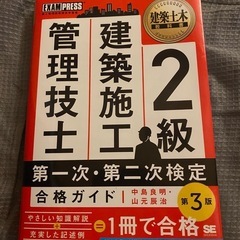 EXAMPRESS
建築土木
教科書
2級
建築施工
管理技士
第一次・第二次検定
合格ガイド
中島良明・
山元辰治
第3版
やさしい知識解説
充実した記述例
=1冊で合格
SE